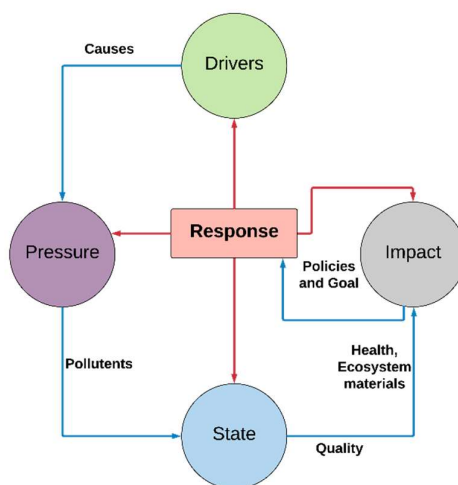 Causes
Drivers
Response
Pressure
Impact
Policies
and Goal
Pollutents
Health,
Ecosystem
materials
State
Quality